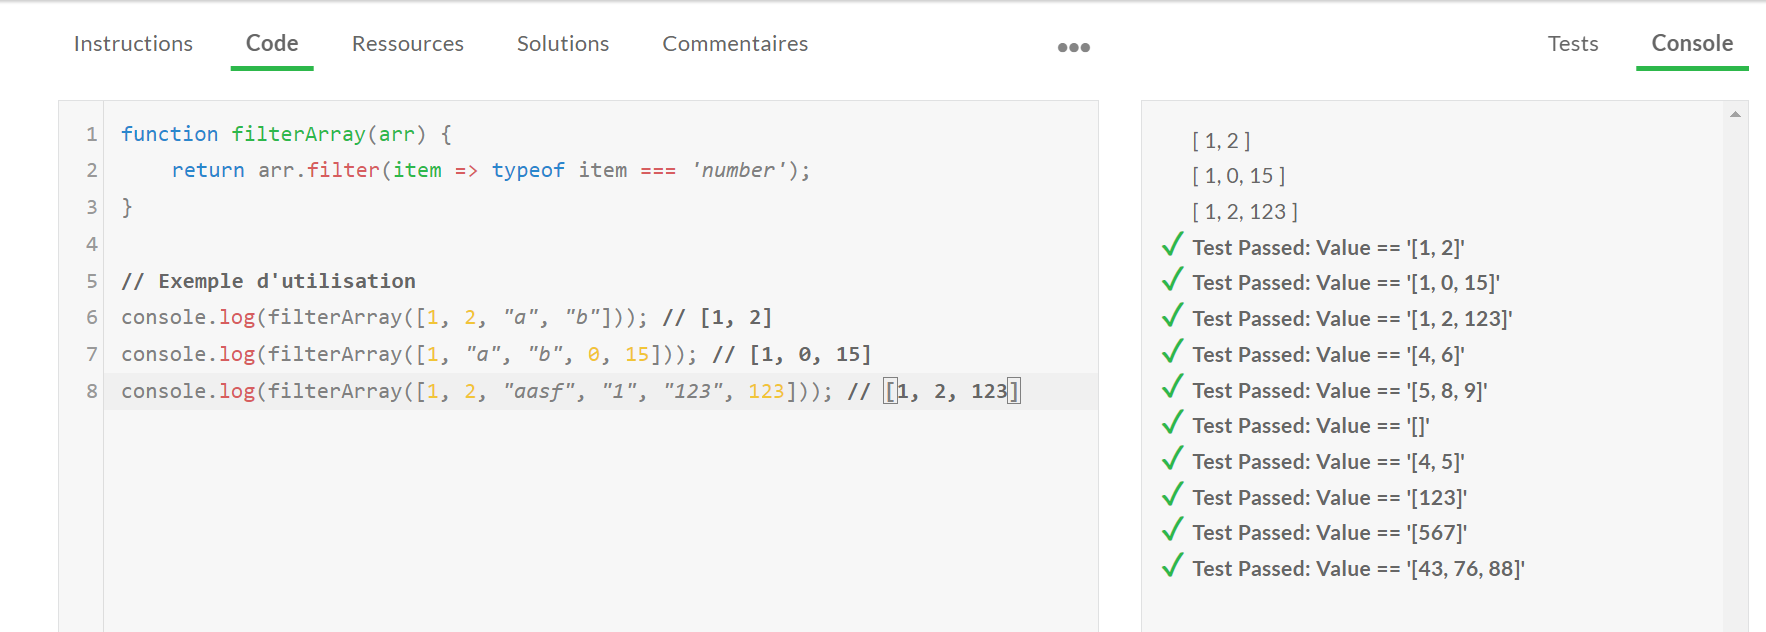 Instructions Code Ressources Solutions Commentaires ••• Tests Console
1 function filterArray(arr) {
2 return arr.filter(item => typeof item === 'number');
3 }
4
5 // Exemple d'utilisation
6 console.log(filterArray([1, 2, "a", "b"])); // [1, 2]
7 console.log(filterArray([1, "a", "b", 0, 15])); // [1, 0, 15]
8 console.log(filterArray([1, 2, "aasf", "1", "123", 123])); // [1, 2, 123]
[ 1, 2 ]
[ 1, 0, 15 ]
[ 1, 2, 123 ]
✓ Test Passed: Value == '[1, 2]'
✓ Test Passed: Value == '[1, 0, 15]'
✓ Test Passed: Value == '[1, 2, 123]'
✓ Test Passed: Value == '[4, 6]'
✓ Test Passed: Value == '[5, 8, 9]'
✓ Test Passed: Value == '[]'
✓ Test Passed: Value == '[4, 5]'
✓ Test Passed: Value == '[123]'
✓ Test Passed: Value == '[567]'
✓ Test Passed: Value == '[43, 76, 88]'